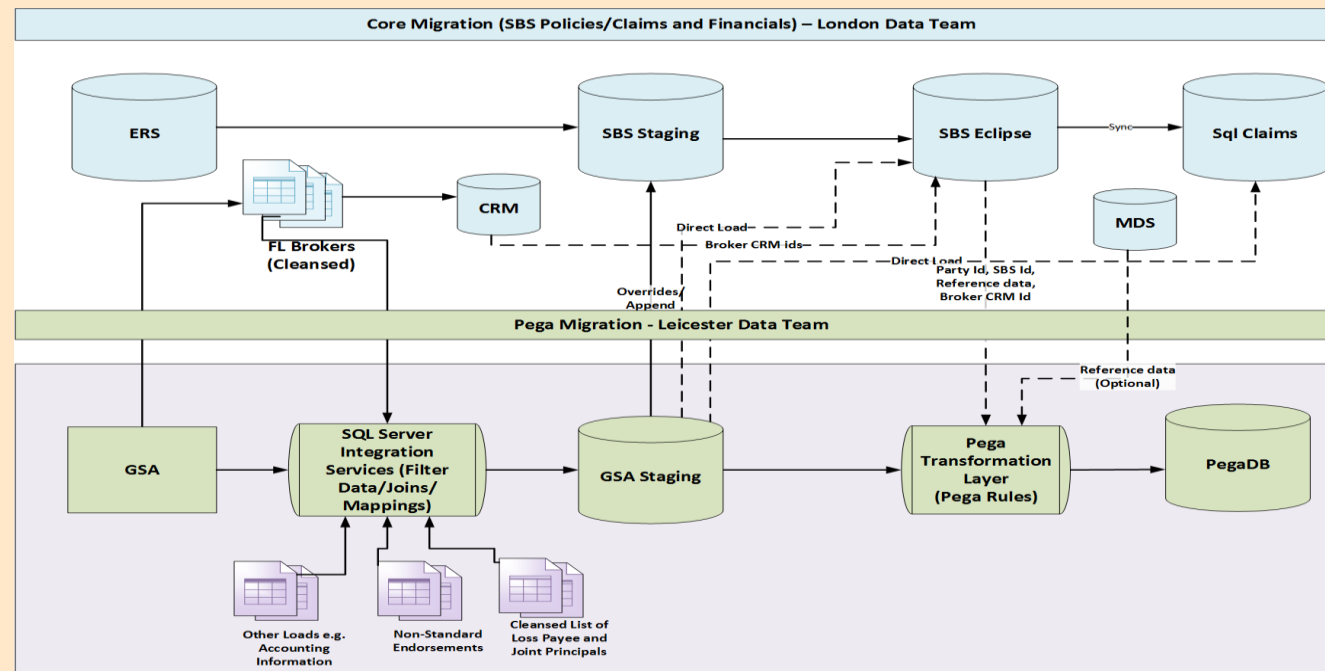 Core Migration (SBS Policies/Claims and Financials) – London Data Team
ERS
SBS Staging
SBS Eclipse
Sync
Sql Claims
CRM
MDS
FL Brokers
(Cleansed)
Direct Load
Broker CRM ids
Direct Load
Party Id, SBS Id,
Reference data,
Broker CRM Id
Overrides/
Append
Pega Migration - Leicester Data Team
Reference data
(Optional)
GSA
SQL Server
Integration
Services (Filter
Data/Joins/
Mappings)
GSA Staging
Pega
Transformation
Layer
(Pega Rules)
PegaDB
Other Loads e.g.
Accounting
Information
Non-Standard
Endorsements
Cleansed List of
Loss Payee and
Joint Principals